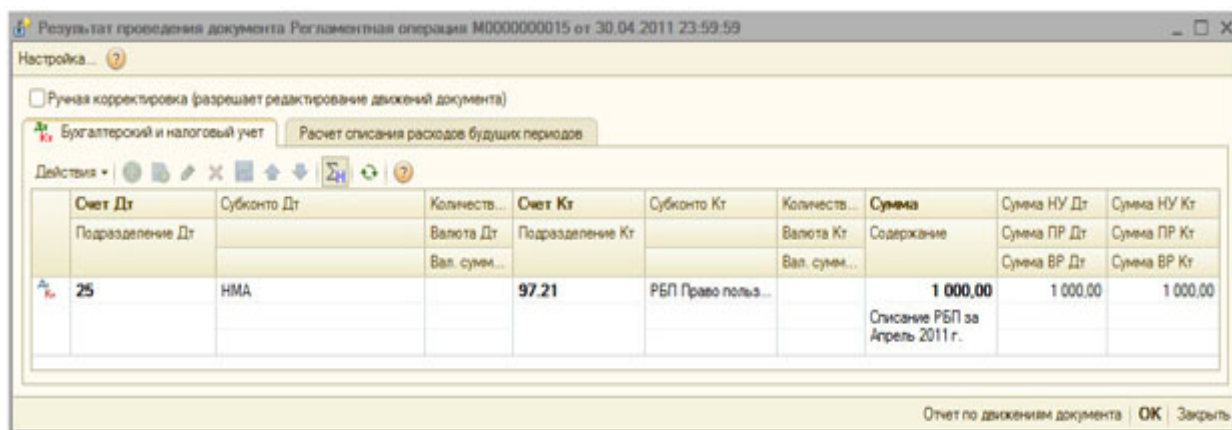 Результат проведения документа Регламентная операция М0000000015 от 30.04.2011 23:59:59
Настройка...
Ручная корректировка (разрешает редактирование движений документа)
Бухгалтерский и налоговый учет Расчет списания расходов будущих периодов
Действия
Счет Дт Субконто Дт Количеств... Счет Кт Субконто Кт Количеств... Сумма Сумма НУ Дт Сумма НУ Кт
Подразделение Дт Валюта Дт Подразделение Кт Валюта Кт Содержание Сумма ПР Дт Сумма ПР Кт
Вал. сумм... Вал. сумм... Сумма ВР Дт Сумма ВР Кт
25 НМА 97.21 РБП Право польз... 1 000,00 1 000,00 1 000,00
Списание РБП за
Апрель 2011 г.
Отчет по движениям документа ОК Закрыть